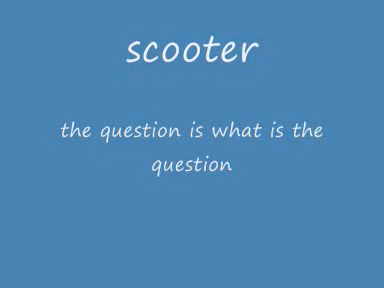 scooter
the question is what is the
question